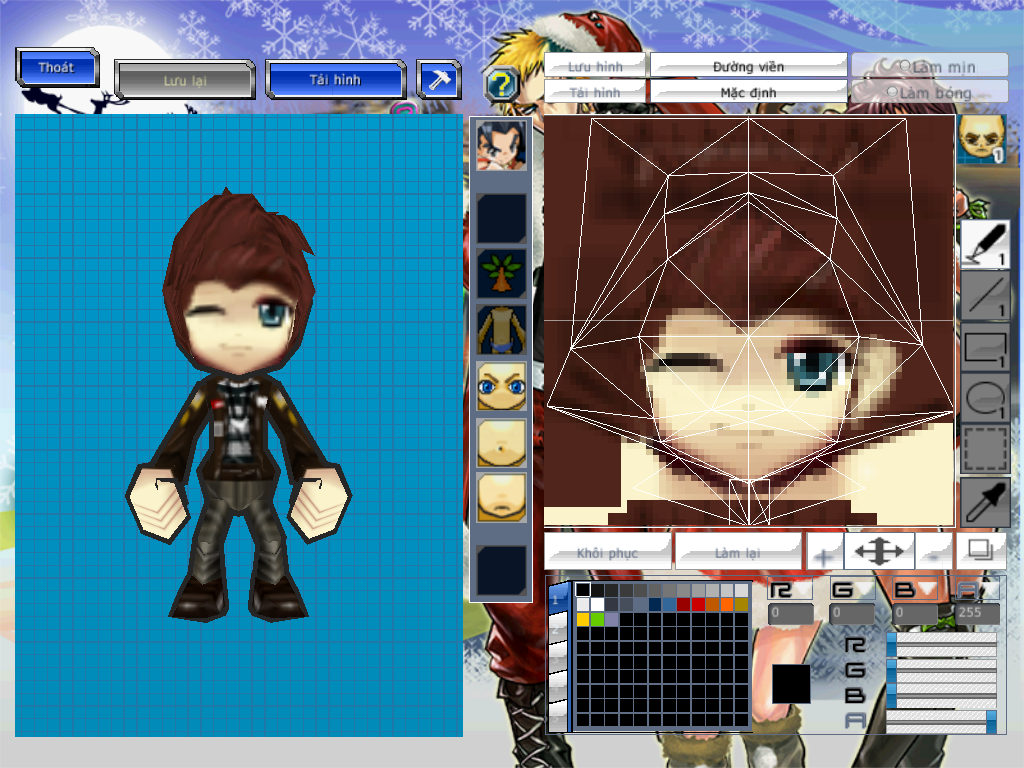 Thoát
Lưu lại
Tải hình
?
Lưu hình
Đường viền
Làm mịn
Tải hình
Mặc định
Làm bóng
1
1
1
1
1
Khôi phục
Làm lại
+
-
1
R
G
B
A
0
0
0
255
R
G
B
A